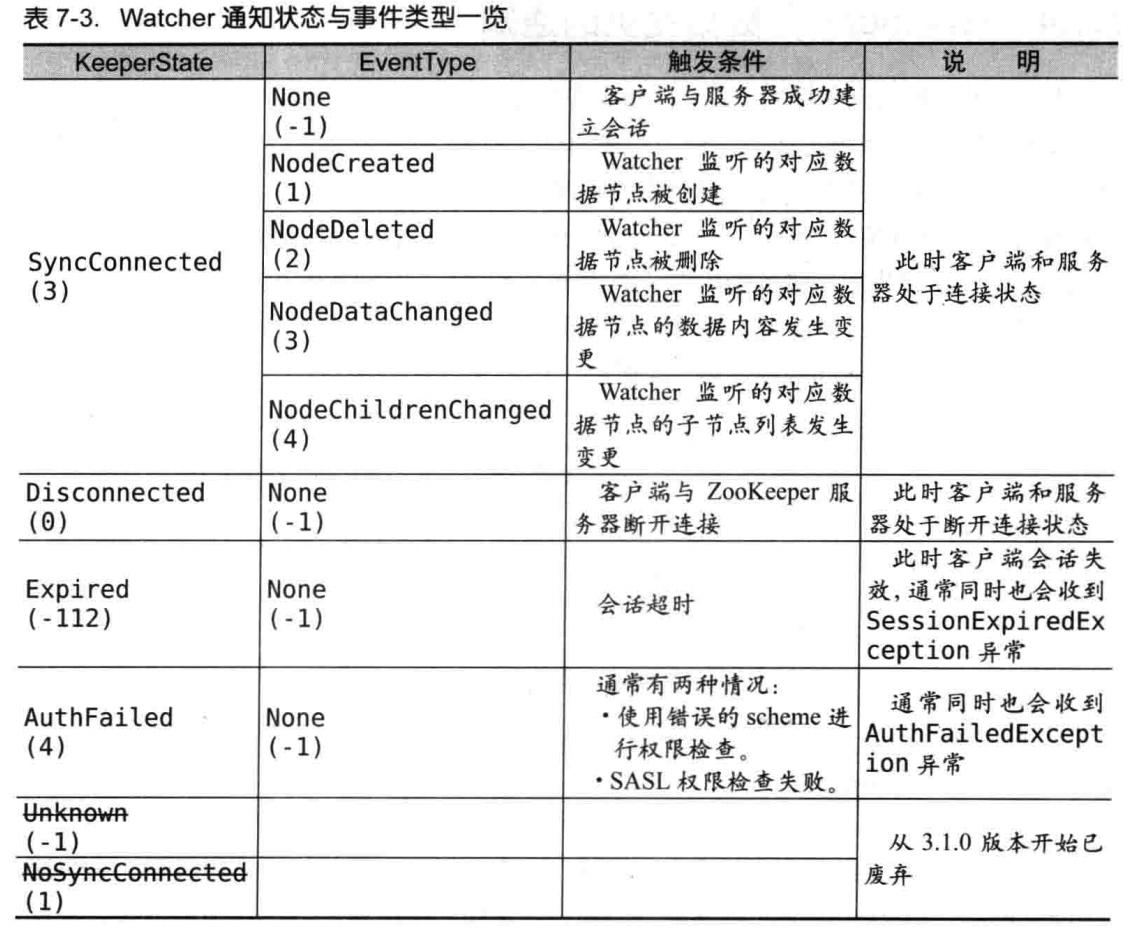 表 7-3. Watcher 通知状态与事件类型一览
KeeperState EventType 触发条件 说 明
SyncConnected
(3)
None
(-1)
客户端与服务器成功建
立会话
NodeCreated
(1)
Watcher 监听的对应数
据节点被创建
NodeDeleted
(2)
Watcher 监听的对应数
据节点被删除
NodeDataChanged
(3)
Watcher 监听的对应数
据节点的数据内容发生变
更
NodeChildrenChanged
(4)
Watcher 监听的对应数
据节点的子节点列表发生
变更
此时客户端和服务
器处于连接状态
Disconnected
(0)
None
(-1)
客户端与 ZooKeeper 服
务器断开连接
此时客户端和服务
器处于断开连接状态
Expired
(-112)
None
(-1)
会话超时
此时客户端会话失
效,通常同时也会收到
SessionExpiredEx
ception 异常
AuthFailed
(4)
None
(-1)
通常有两种情况:
·使用错误的 scheme 进
行权限检查。
·SASL 权限检查失败。
通常同时也会收到
AuthFailedExcept
ion 异常
Unknown
(-1)
NoSyncConnected
(1)
从 3.1.0 版本开始已
废弃